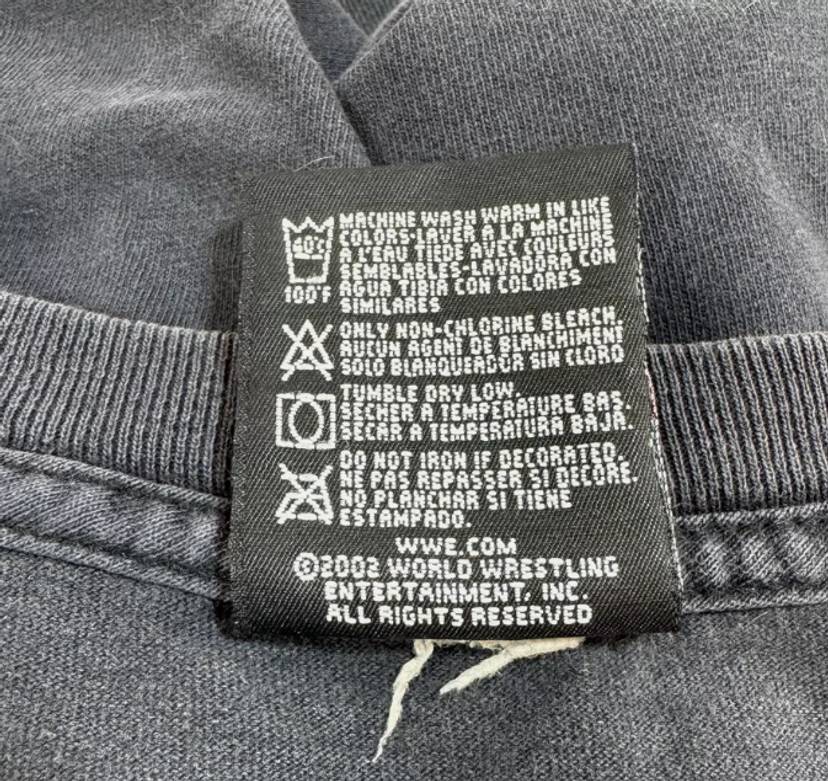 40°C
100°F
MACHINE WASH WARM IN LIKE
COLORS-LAVER A LA MACHINE
A L'EAU TIEDE AVEC COULEURS
SEMBLABLES-LAVADORA CON
AGUA TIBIA CON COLORES
SIMILARES
ONLY NON-CHLORINE BLEACH.
AUCUN AGENT DE BLANCHIMENT
SOLO BLANQUEADOR SIN CLORO
TUMBLE DRY LOW.
SECHER A TEMPERATURE BAS.
SECAR A TEMPERATURA BAJA.
DO NOT IRON IF DECORATED.
NE PAS REPASSER SI DECORE.
NO PLANCHAR SI TIENE
ESTAMPADO.
WWE.COM
©2002 WORLD WRESTLING
ENTERTAINMENT, INC.
ALL RIGHTS RESERVED